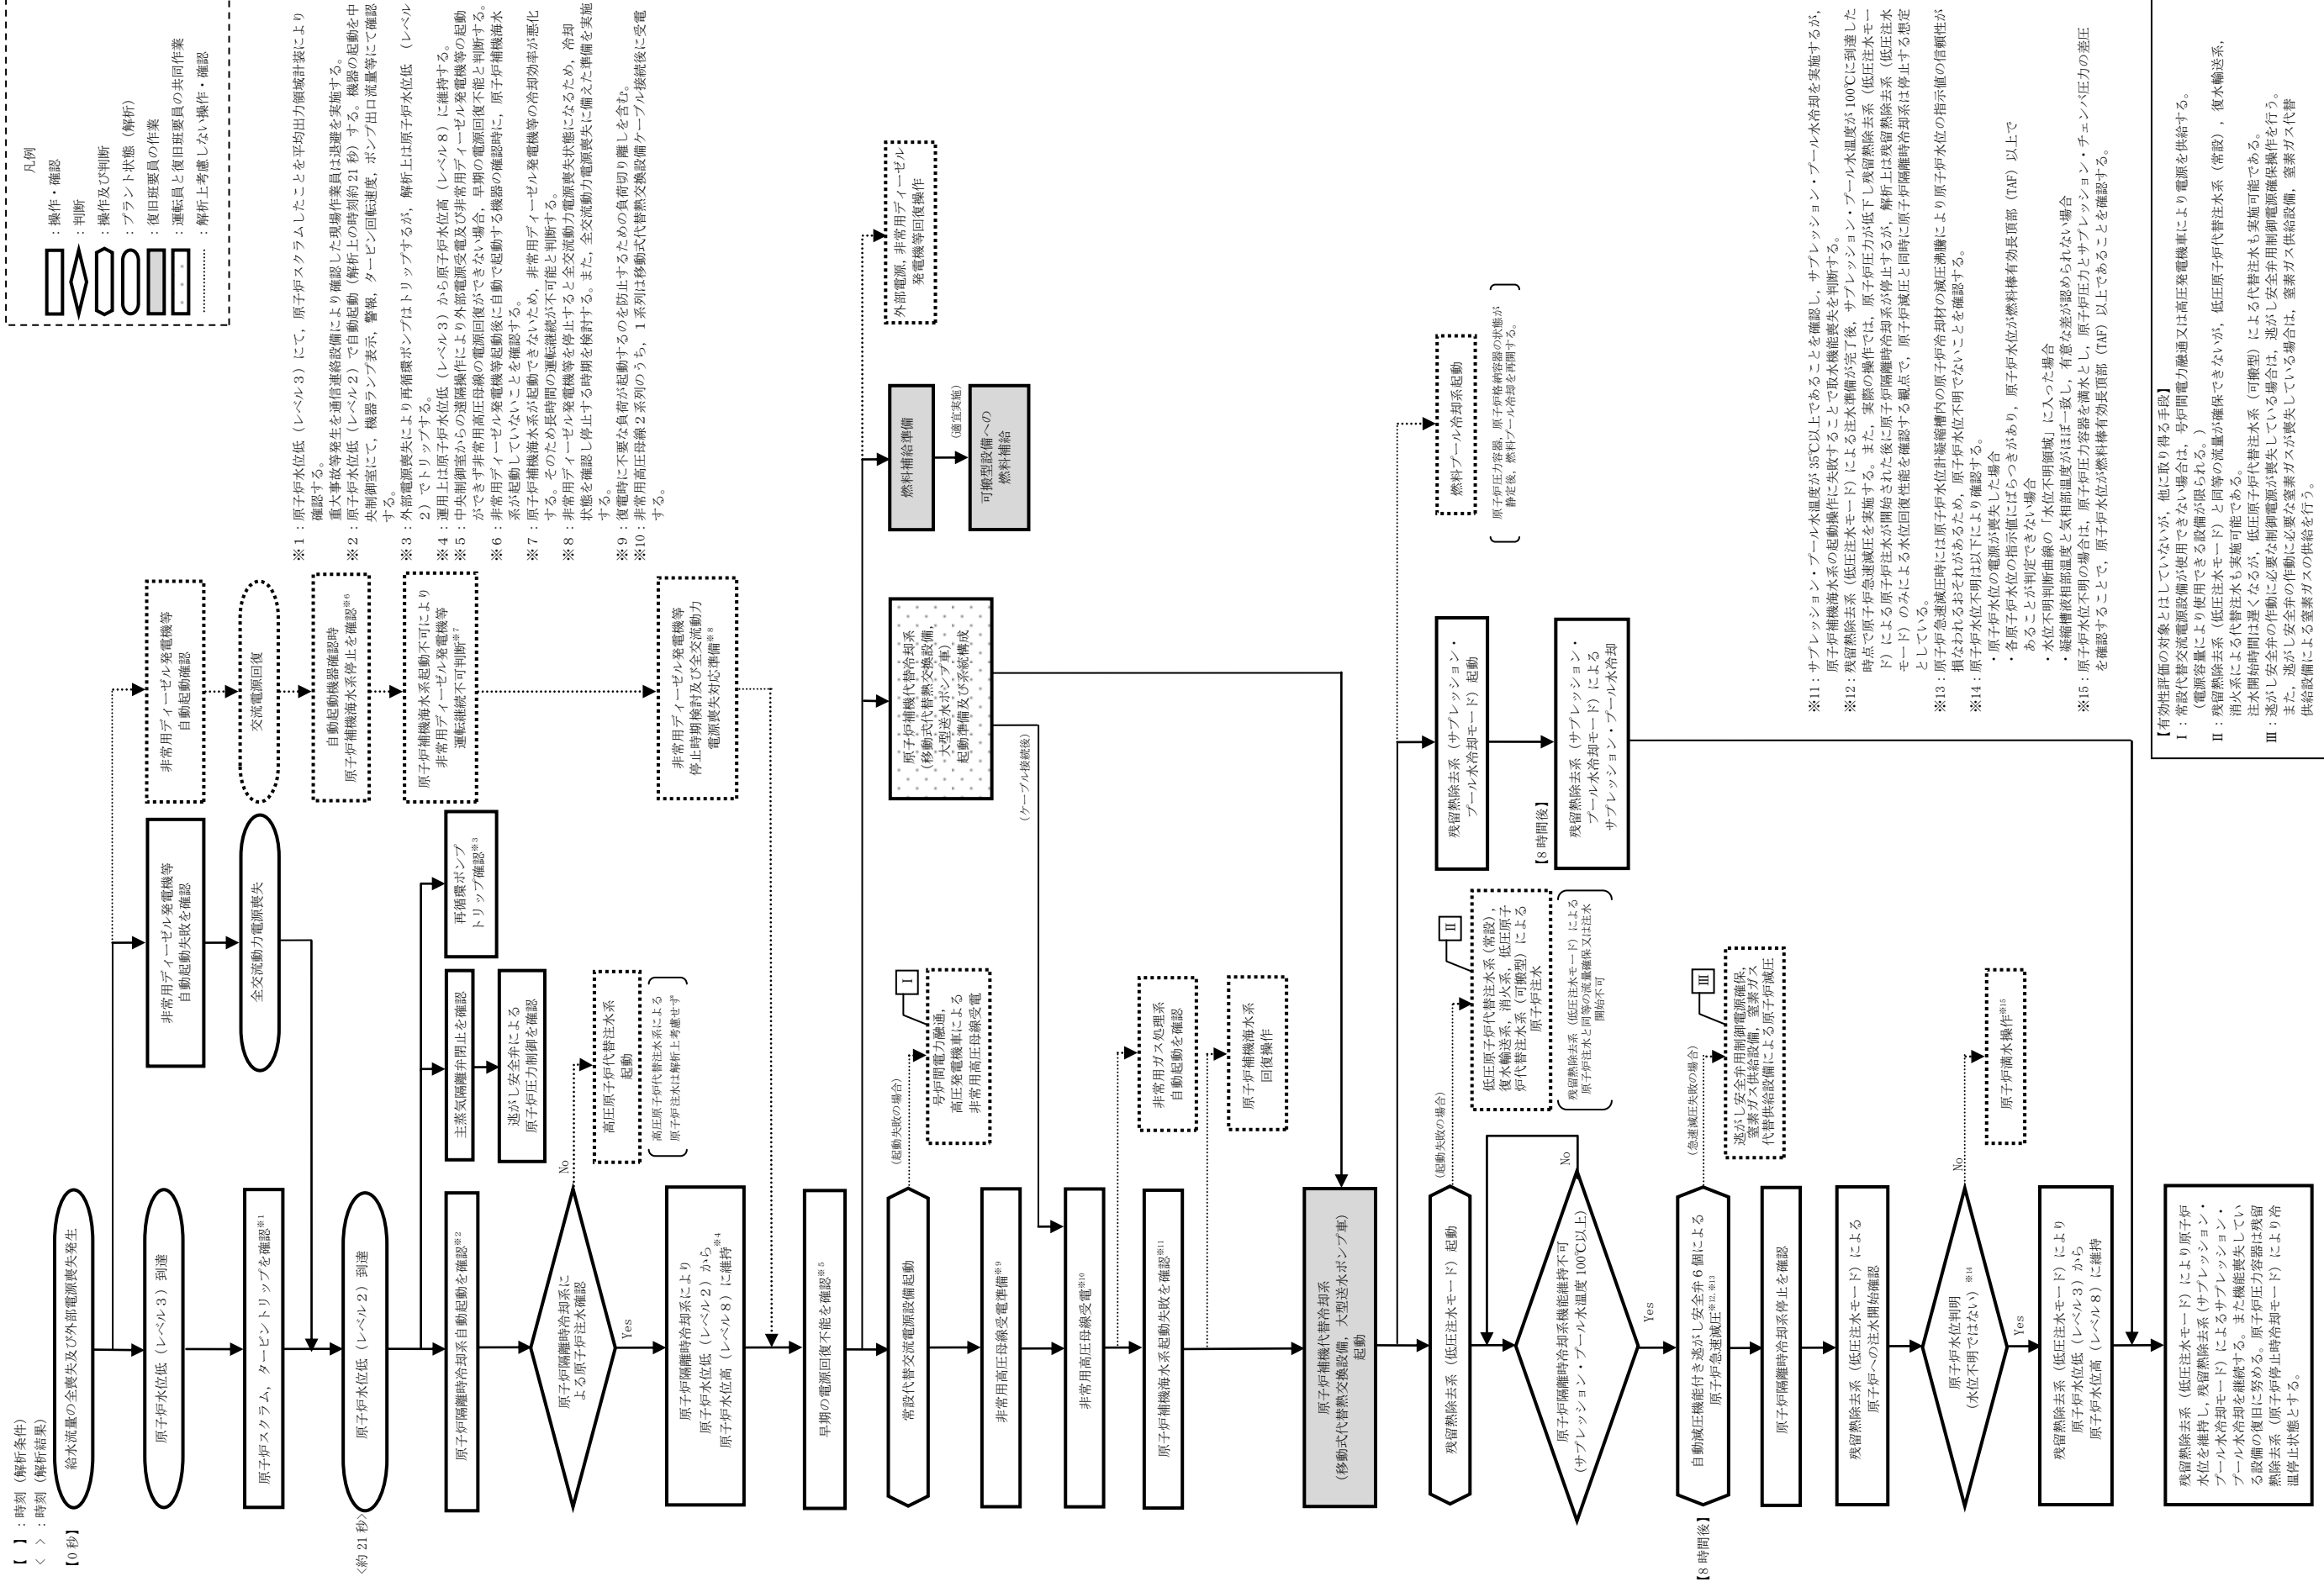 【　】：時刻（解析条件）
＜　＞：時刻（解析結果）
【0 秒】
給水流量の全喪失及び外部電源喪失発生
原子炉水位低（レベル３）到達
原子炉スクラム，タービントリップを確認※1
＜約 21 秒＞
原子炉水位低（レベル２）到達
原子炉隔離時冷却系自動起動を確認※2
原子炉隔離時冷却系に
よる原子炉注水確認
No
Yes
原子炉隔離時冷却系により
原子炉水位低（レベル２）から
原子炉水位高（レベル８）に維持※4
早期の電源回復不能を確認※5
常設代替交流電源設備起動
非常用高圧母線受電準備※9
非常用高圧母線受電※10
原子炉補機海水系起動失敗を確認※11
原子炉補機代替冷却系
（移動式代替熱交換設備，大型送水ポンプ車）
起動
残留熱除去系（低圧注水モード）起動
原子炉隔離時冷却系機能維持不可
（サプレッション・プール水温度 100℃以上）
No
Yes
【8 時間後】
自動減圧機能付き逃がし安全弁６個による
原子炉急速減圧※12,※13
原子炉隔離時冷却系停止を確認
残留熱除去系（低圧注水モード）による
原子炉への注水開始確認
原子炉水位判明
（水位不明ではない）※14
No
Yes
残留熱除去系（低圧注水モード）により
原子炉水位低（レベル３）から
原子炉水位高（レベル８）に維持
残留熱除去系（低圧注水モード）により原子炉
水位を維持し，残留熱除去系（サプレッション・
プール水冷却モード）によるサプレッション・
プール水冷却を継続する。また機能喪失してい
る設備の復旧に努める。原子炉圧力容器は残留
熱除去系（原子炉停止時冷却モード）により冷
温停止状態とする。
非常用ディーゼル発電機等
自動起動失敗を確認
全交流動力電源喪失
主蒸気隔離弁閉止を確認
逃がし安全弁による
原子炉圧力制御を確認
再循環ポンプ
トリップ確認※3
高圧原子炉代替注水系
起動
高圧原子炉代替注水系による
原子炉注水は解析上考慮せず
（起動失敗の場合）
Ⅰ
号炉間電力融通，
高圧発電機車による
非常用高圧母線受電
非常用ガス処理系
自動起動を確認
原子炉補機海水系
回復操作
（起動失敗の場合）
Ⅱ
低圧原子炉代替注水系（常設），
復水輸送系，消火系，低圧原子
炉代替注水系（可搬型）による
原子炉注水
残留熱除去系（低圧注水モード）による
原子炉注水と同等の流量確保又は注水
開始不可
（急速減圧失敗の場合）
Ⅲ
逃がし安全弁用制御電源確保，
窒素ガス供給設備，窒素ガス
代替供給設備による原子炉減圧
原子炉満水操作※15
非常用ディーゼル発電機等
自動起動確認
交流電源回復
自動起動機器確認時
原子炉補機海水系停止を確認※6
原子炉補機海水系起動不可により
非常用ディーゼル発電機等
運転継続不可判断※7
非常用ディーゼル発電機等
停止時期検討及び全交流動力
電源喪失対応準備※8
原子炉補機代替冷却系
（移動式代替熱交換設備，
大型送水ポンプ車）
起動準備及び系統構成
（ケーブル接続後）
燃料補給準備
（適宜実施）
可搬型設備への
燃料補給
外部電源，非常用ディーゼル
発電機等回復操作
残留熱除去系（サプレッション・
プール水冷却モード）起動
【8 時間後】
残留熱除去系（サプレッション・
プール水冷却モード）による
サプレッション・プール水冷却
燃料プール冷却系起動
原子炉圧力容器，原子炉格納容器の状態が
静定後，燃料プール冷却を再開する。
凡例
：操作・確認
：判断
：操作及び判断
：プラント状態（解析）
：復旧班要員の作業
：運転員と復旧班要員の共同作業
：解析上考慮しない操作・確認
※1：原子炉水位低（レベル３）にて，原子炉スクラムしたことを平均出力領域計装により
確認する。
重大事故等発生を通信連絡設備により確認した現場作業員は退避を実施する。
※2：原子炉水位低（レベル２）で自動起動（解析上の時刻約 21 秒）する。機器の起動を中
央制御室にて，機器ランプ表示，警報，タービン回転速度，ポンプ出口流量等にて確認
する。
※3：外部電源喪失により再循環ポンプはトリップするが，解析上は原子炉水位低（レベル
２）でトリップする。
※4：運用上は原子炉水位低（レベル３）から原子炉水位高（レベル８）に維持する。
※5：中央制御室からの遠隔操作により外部電源受電及び非常用ディーゼル発電機等の起動
ができず非常用高圧母線の電源回復ができない場合，早期の電源回復不能と判断する。
※6：非常用ディーゼル発電機等起動後に自動で起動する機器の確認時に，原子炉補機海水
系が起動していないことを確認する。
※7：原子炉補機海水系が起動できないため，非常用ディーゼル発電機等の冷却効率が悪化
する。そのため長時間の運転継続が不可能と判断する。
※8：非常用ディーゼル発電機等を停止すると全交流動力電源喪失状態になるため，冷却
状態を確認し停止する時期を検討する。また，全交流動力電源喪失に備えた準備を実施
する。
※9：復電時に不要な負荷が起動するのを防止するための負荷切り離しを含む。
※10：非常用高圧母線２系列のうち，１系列は移動式代替熱交換設備ケーブル接続後に受電
する。
※11：サプレッション・プール水温度が 35℃以上であることを確認し，サプレッション・プール水冷却を実施するが，
原子炉補機海水系の起動操作に失敗することで取水機能喪失を判断する。
※12：残留熱除去系（低圧注水モード）による注水準備が完了後，サプレッション・プール水温度が 100℃に到達した
時点で原子炉急速減圧を実施する。また，実際の操作では，原子炉圧力が低下し残留熱除去系（低圧注水モー
ド）による原子炉注水が開始された後に原子炉隔離時冷却系が停止するが，解析上は残留熱除去系（低圧注水
モード）のみによる水位回復性能を確認する観点で，原子炉減圧と同時に原子炉隔離時冷却系は停止する想定
としている。
※13：原子炉急速減圧時には原子炉水位計凝縮槽内の原子炉冷却材の減圧沸騰により原子炉水位の指示値の信頼性が
損なわれるおそれがあるため，原子炉水位不明でないことを確認する。
※14：原子炉水位不明は以下により確認する。
・原子炉水位の電源が喪失した場合
・各原子炉水位の指示値にばらつきがあり，原子炉水位が燃料棒有効長頂部（TAF）以上で
あることが判定できない場合
・水位不明判断曲線の「水位不明領域」に入った場合
・凝縮槽液相部温度と気相部温度がほぼ一致し，有意な差が認められない場合
※15：原子炉水位不明の場合は，原子炉圧力容器を満水とし，原子炉圧力とサプレッション・チェンバ圧力の差圧
を確認することで，原子炉水位が燃料棒有効長頂部（TAF）以上であることを確認する。
【有効性評価の対象とはしていないが，他に取り得る手段】
Ⅰ：常設代替交流電源設備が使用できない場合は，号炉間電力融通又は高圧発電機車により電源を供給する。
（電源容量により使用できる設備が限られる。）
Ⅱ：残留熱除去系（低圧注水モード）と同等の流量が確保できないが，低圧原子炉代替注水系（常設），復水輸送系，
消火系による代替注水も実施可能である。
注水開始時間は遅くなるが，低圧原子炉代替注水系（可搬型）による代替注水も実施可能である。
Ⅲ：逃がし安全弁の作動に必要な制御電源が喪失している場合は，逃がし安全弁用制御電源確保操作を行う。
また，逃がし安全弁の作動に必要な窒素ガスが喪失している場合は，窒素ガス供給設備，窒素ガス代替
供給設備による窒素ガスの供給を行う。